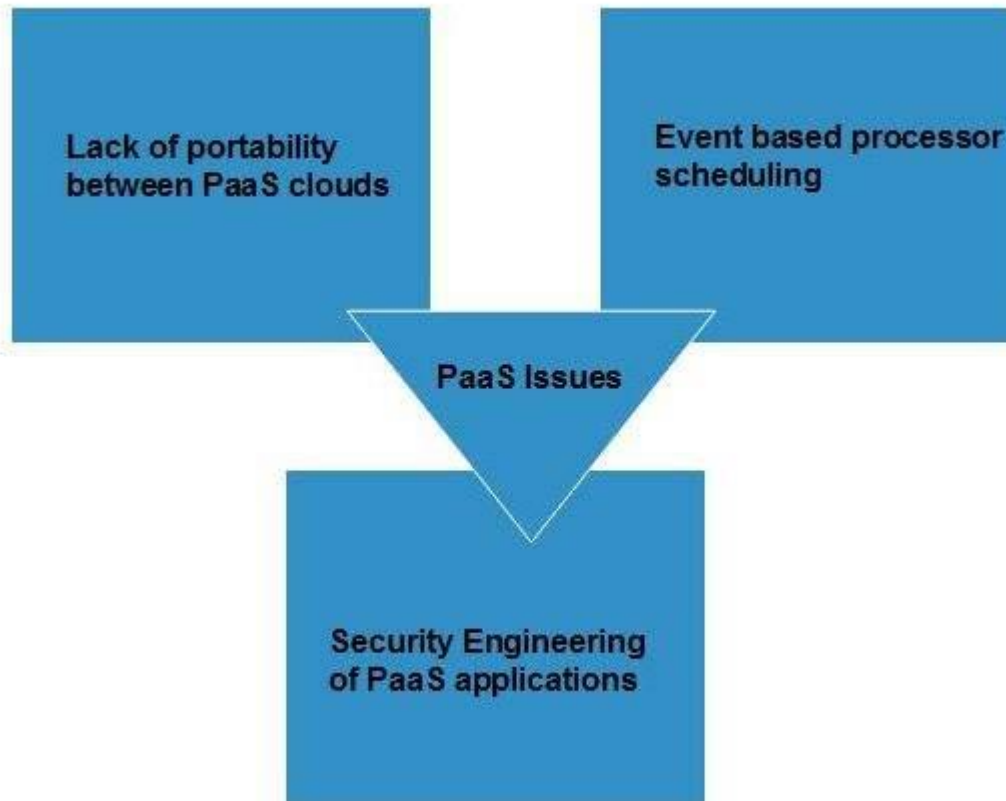 Lack of portability
between PaaS clouds
Event based processor
scheduling
PaaS Issues
Security Engineering
of PaaS applications